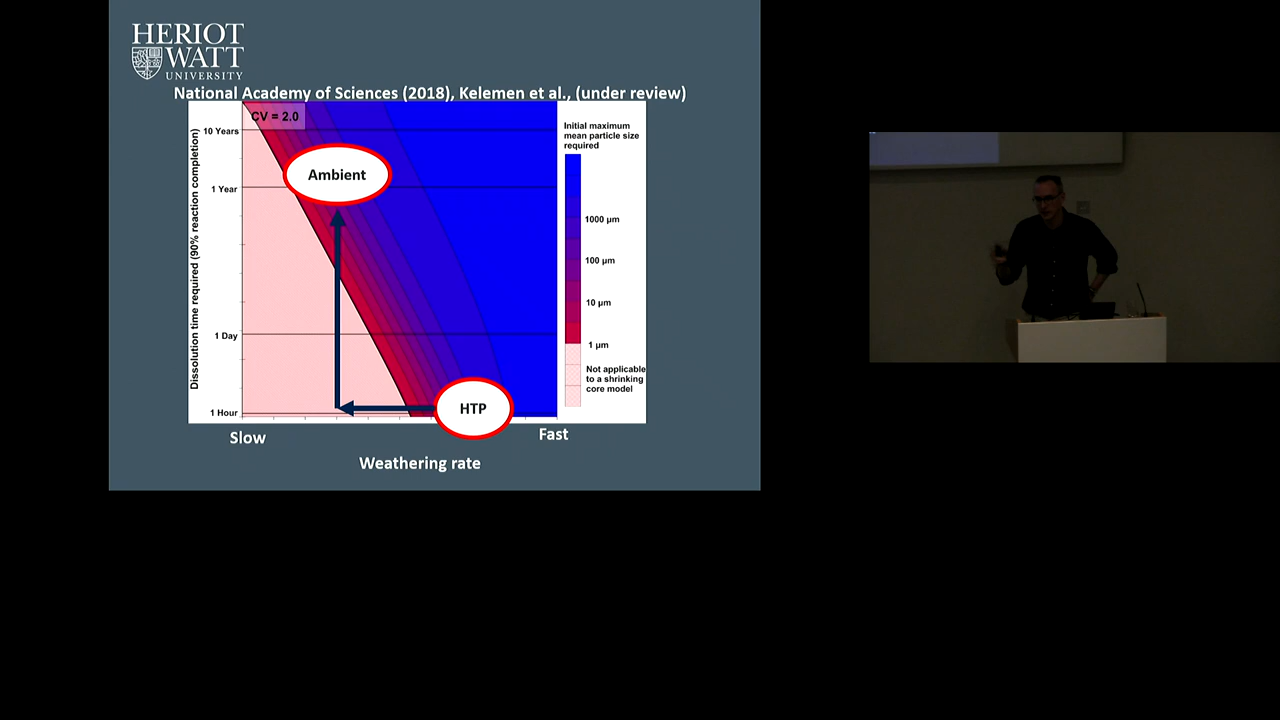 HERIOT
WATT
UNIVERSITY
National Academy of Sciences (2018), Kelemen et al., (under review)
CV = 2.0
Dissolution time required (90% reaction completion)
10 Years
1 Year
1 Day
1 Hour
Ambient
HTP
Initial maximum
mean particle size
required
1000 µm
100 µm
10 µm
1 µm
Not applicable
to a shrinking
core model
Slow
Fast
Weathering rate